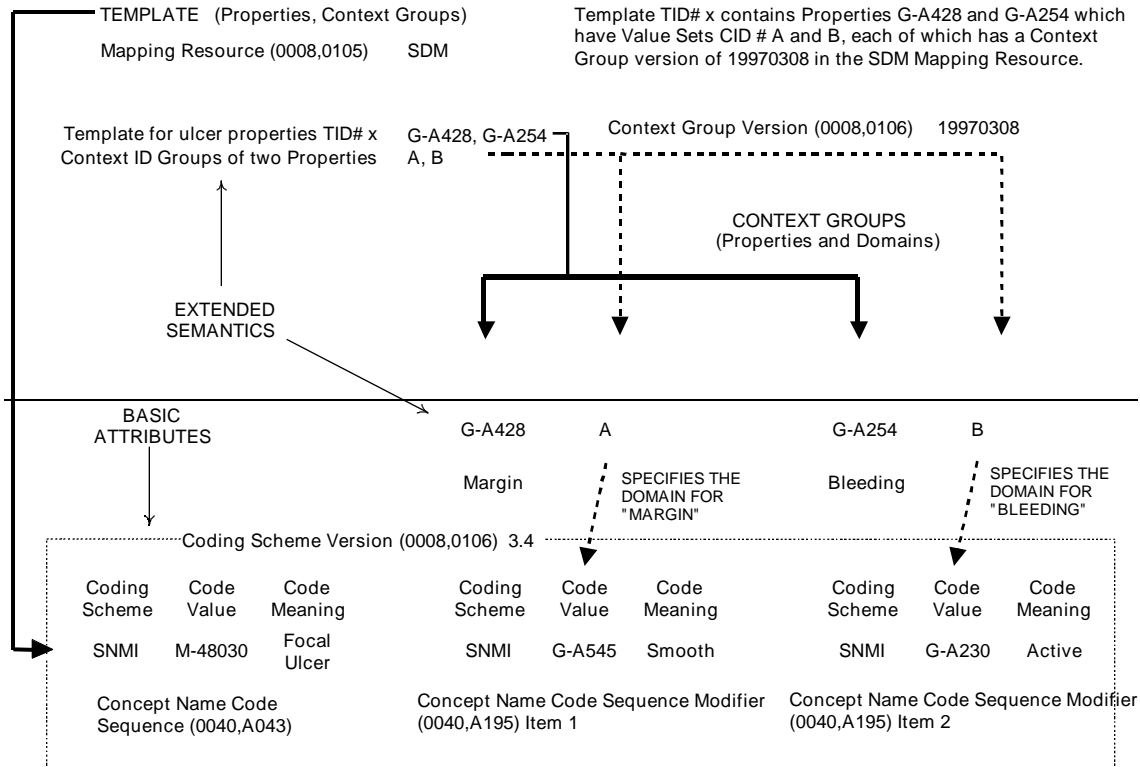 TEMPLATE (Properties, Context Groups)
Mapping Resource (0008,0105) SDM
Template TID# x contains Properties G-A428 and G-A254 which
have Value Sets CID # A and B, each of which has a Context
Group version of 19970308 in the SDM Mapping Resource.
Template for ulcer properties TID# x G-A428, G-A254
Context ID Groups of two Properties A, B
Context Group Version (0008,0106) 19970308
CONTEXT GROUPS
(Properties and Domains)
EXTENDED
SEMANTICS
BASIC
ATTRIBUTES
G-A428 A
Margin
SPECIFIES THE
DOMAIN FOR
"MARGIN"
G-A254 B
Bleeding
SPECIFIES THE
DOMAIN FOR
"BLEEDING"
Coding Scheme Version (0008,0106) 3.4
Coding Code Code
Scheme Value Meaning
SNMI M-48030 Focal
Ulcer
Concept Name Code
Sequence (0040,A043)
Coding Code Code
Scheme Value Meaning
SNMI G-A545 Smooth
Concept Name Code Sequence Modifier
(0040,A195) Item 1
Coding Code Code
Scheme Value Meaning
SNMI G-A230 Active
Concept Name Code Sequence Modifier
(0040,A195) Item 2